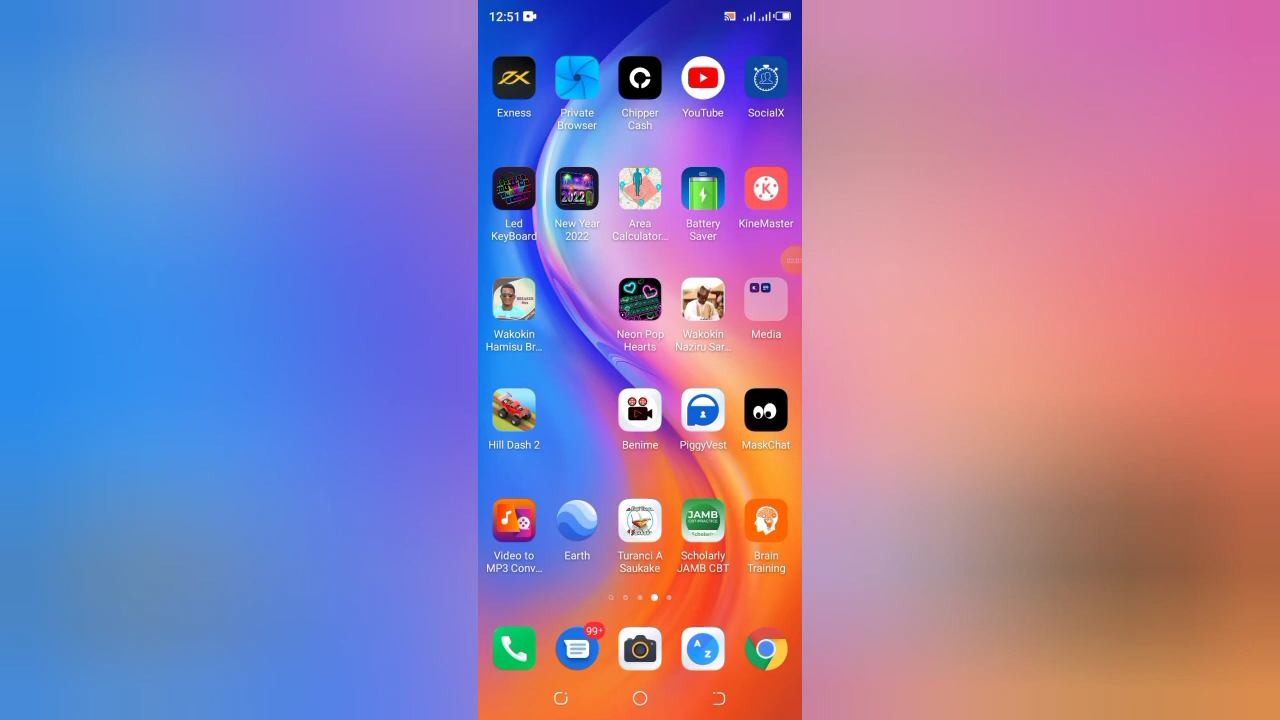 12:51
Exness
Private
Browser
Chipper
Cash
YouTube
SocialX
Led
KeyBoard
New Year
2022
2022
Area
Calculator...
Battery
Saver
K
KineMaster
Wakokin
Hamisu Br...
Neon Pop
Hearts
Wakokin
Naziru Sar...
Media
Hill Dash 2
Benime
PiggyVest
MaskChat
Video to
MP3 Conv...
Earth
Turanci A
Saukake
JAMB
Scholarly
JAMB CBT
Brain
Training
99+
A
Z